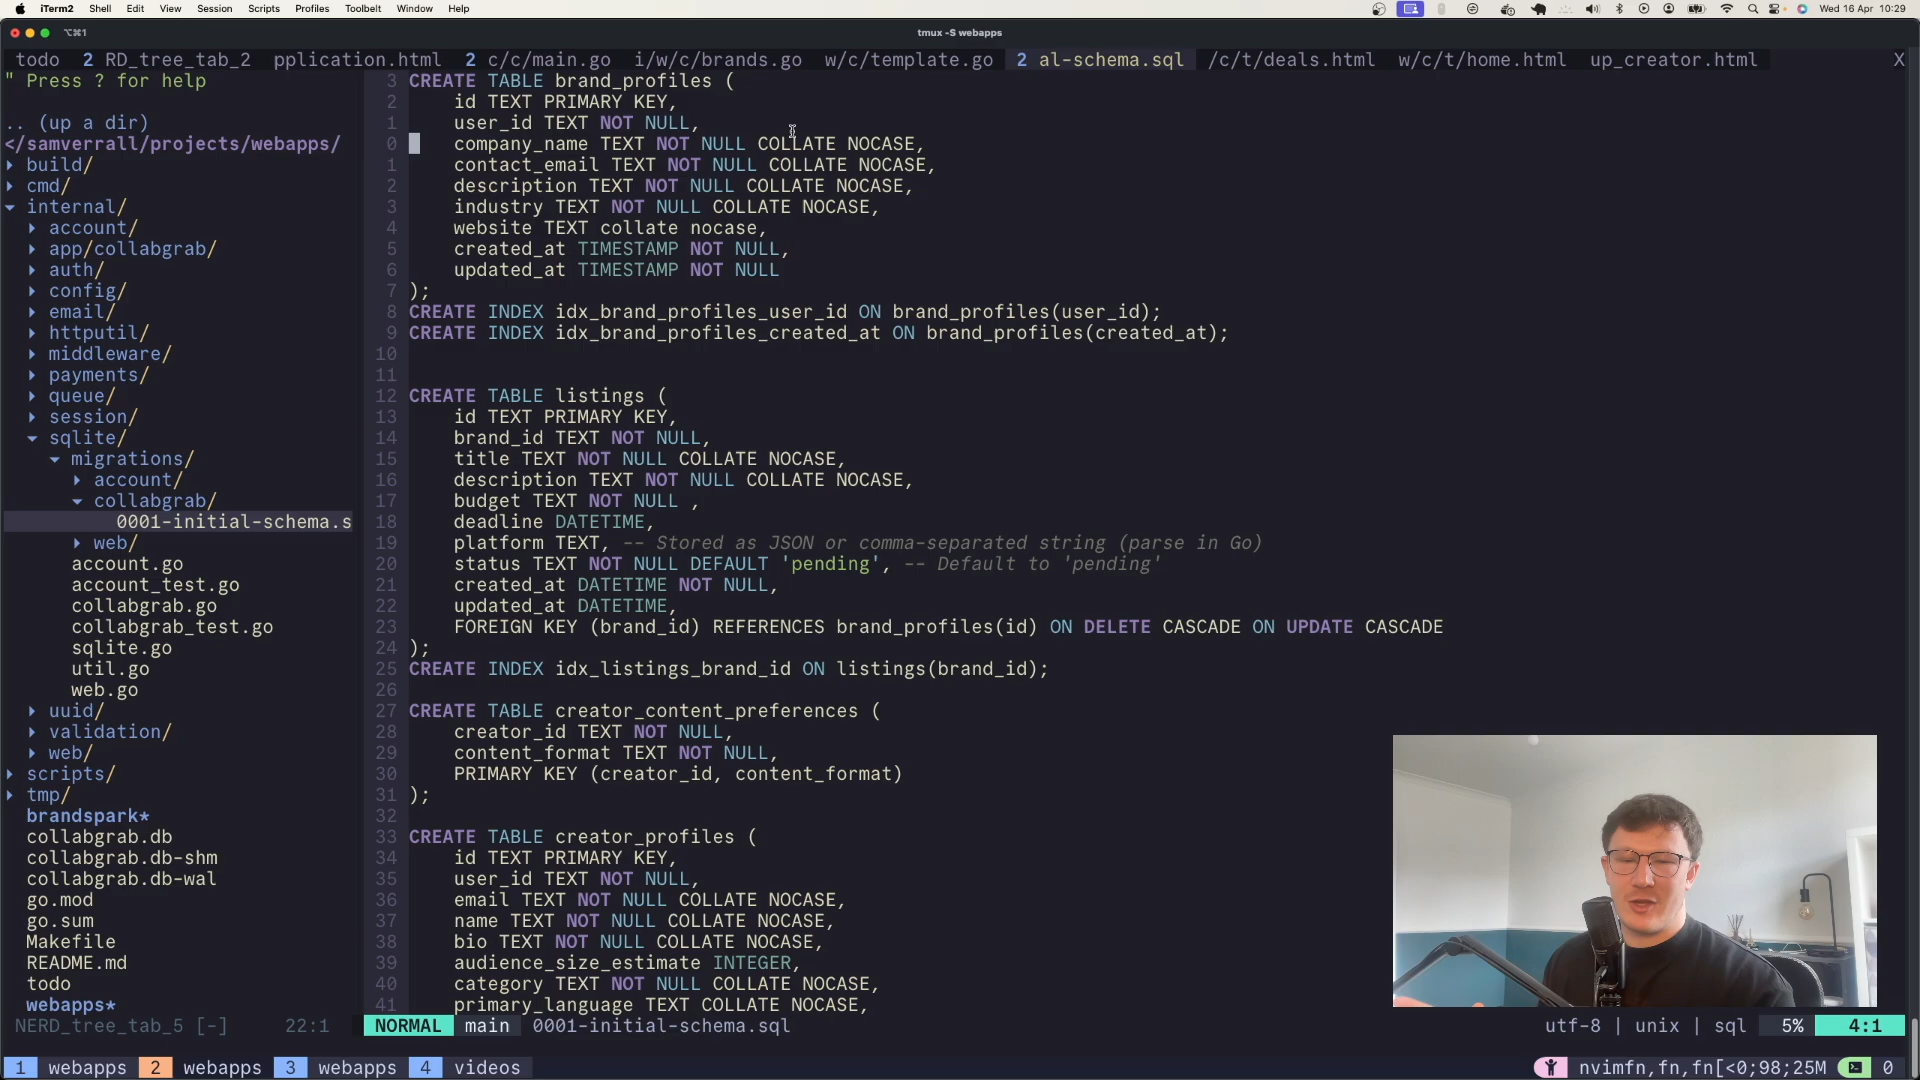 iTerm2 Shell Edit View Session Scripts Profiles Toolbelt Window Help Wed 16 Apr 10:29
⌥⌘1 tmux -S webapps
todo 2 RD_tree_tab_2 pplication.html 2 c/c/main.go i/w/c/brands.go w/c/template.go 2 al-schema.sql /c/t/deals.html w/c/t/home.html up_creator.html X
" Press ? for help
.. (up a dir)
</samverrall/projects/webapps/
▸ build/
▸ cmd/
▾ internal/
▸ account/
▸ app/collabgrab/
▸ auth/
▸ config/
▸ email/
▸ httputil/
▸ middleware/
▸ payments/
▸ queue/
▸ session/
▾ sqlite/
▾ migrations/
▸ account/
▾ collabgrab/
0001-initial-schema.s
▸ web/
account.go
account_test.go
collabgrab.go
collabgrab_test.go
sqlite.go
util.go
web.go
▸ uuid/
▸ validation/
▸ web/
▸ scripts/
▸ tmp/
brandspark*
collabgrab.db
collabgrab.db-shm
collabgrab.db-wal
go.mod
go.sum
Makefile
README.md
todo
webapps*
3 CREATE TABLE brand_profiles (
2 id TEXT PRIMARY KEY,
1 user_id TEXT NOT NULL,
0 company_name TEXT NOT NULL COLLATE NOCASE,
1 contact_email TEXT NOT NULL COLLATE NOCASE,
2 description TEXT NOT NULL COLLATE NOCASE,
3 industry TEXT NOT NULL COLLATE NOCASE,
4 website TEXT collate nocase,
5 created_at TIMESTAMP NOT NULL,
6 updated_at TIMESTAMP NOT NULL
7 );
8 CREATE INDEX idx_brand_profiles_user_id ON brand_profiles(user_id);
9 CREATE INDEX idx_brand_profiles_created_at ON brand_profiles(created_at);
10
11
12 CREATE TABLE listings (
13 id TEXT PRIMARY KEY,
14 brand_id TEXT NOT NULL,
15 title TEXT NOT NULL COLLATE NOCASE,
16 description TEXT NOT NULL COLLATE NOCASE,
17 budget TEXT NOT NULL ,
18 deadline DATETIME,
19 platform TEXT, -- Stored as JSON or comma-separated string (parse in Go)
20 status TEXT NOT NULL DEFAULT 'pending', -- Default to 'pending'
21 created_at DATETIME NOT NULL,
22 updated_at DATETIME,
23 FOREIGN KEY (brand_id) REFERENCES brand_profiles(id) ON DELETE CASCADE ON UPDATE CASCADE
24 );
25 CREATE INDEX idx_listings_brand_id ON listings(brand_id);
26
27 CREATE TABLE creator_content_preferences (
28 creator_id TEXT NOT NULL,
29 content_format TEXT NOT NULL,
30 PRIMARY KEY (creator_id, content_format)
31 );
32
33 CREATE TABLE creator_profiles (
34 id TEXT PRIMARY KEY,
35 user_id TEXT NOT NULL,
36 email TEXT NOT NULL COLLATE NOCASE,
37 name TEXT NOT NULL COLLATE NOCASE,
38 bio TEXT NOT NULL COLLATE NOCASE,
39 audience_size_estimate INTEGER,
40 category TEXT NOT NULL COLLATE NOCASE,
41 primary_language TEXT COLLATE NOCASE,
NERD_tree_tab_5 [-] 22:1 NORMAL main 0001-initial-schema.sql utf-8 | unix | sql 5% 4:1
1 webapps 2 webapps 3 webapps 4 videos nvimfn,fn,fn[<0;98;25M 0